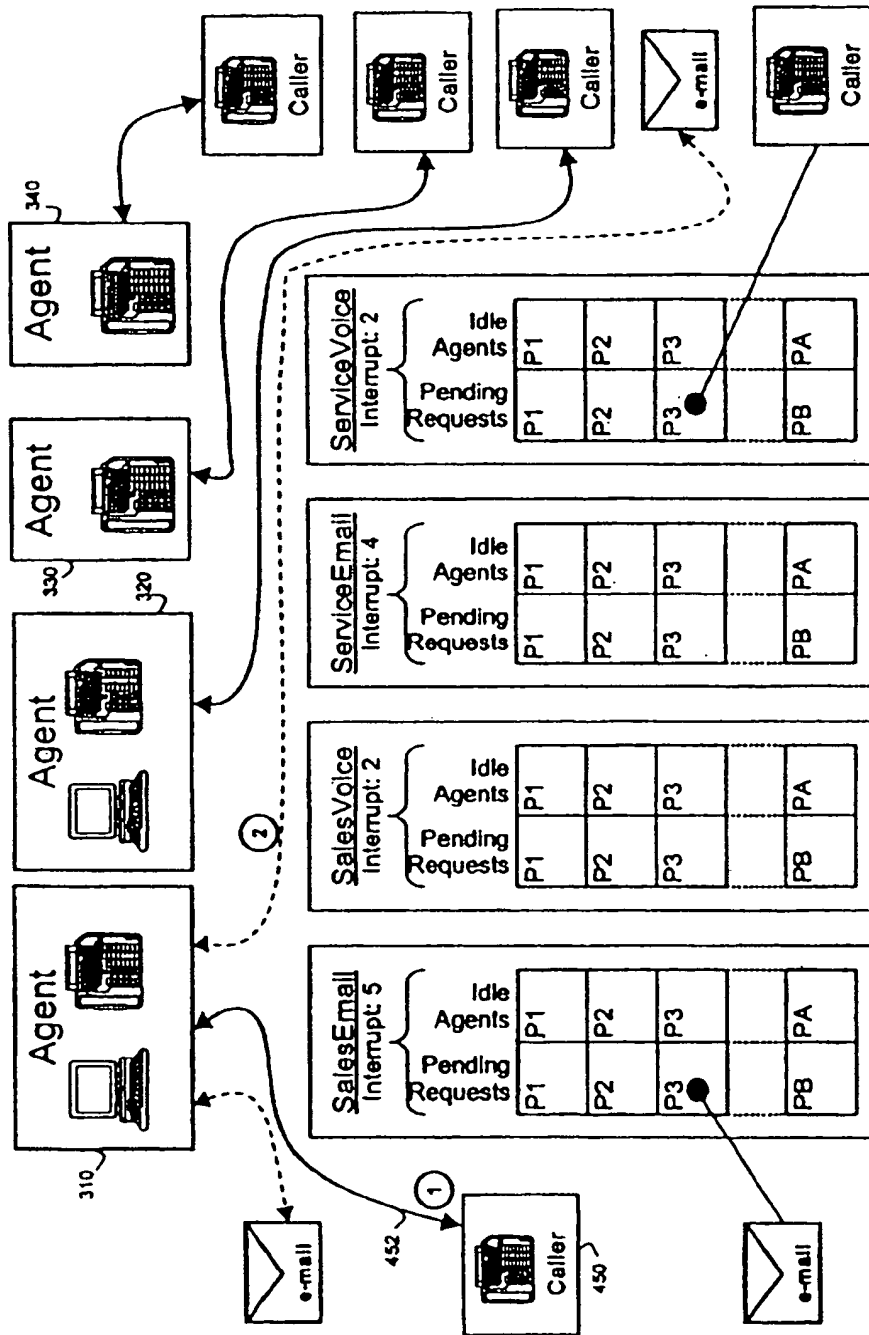 Agent
310
Agent
320
Agent
330
Agent
340
e-mail
452
1
2
Caller
450
Caller
Caller
Caller
e-mail
Caller
e-mail
SalesEmail
Interrupt: 5
Pending Requests
Idle Agents
P1
P1
P2
P2
P3
P3
PB
PA
SalesVoice
Interrupt: 2
Pending Requests
Idle Agents
P1
P1
P2
P2
P3
P3
PB
PA
ServiceEmail
Interrupt: 4
Pending Requests
Idle Agents
P1
P1
P2
P2
P3
P3
PB
PA
ServiceVoice
Interrupt: 2
Pending Requests
Idle Agents
P1
P1
P2
P2
P3
P3
PB
PA